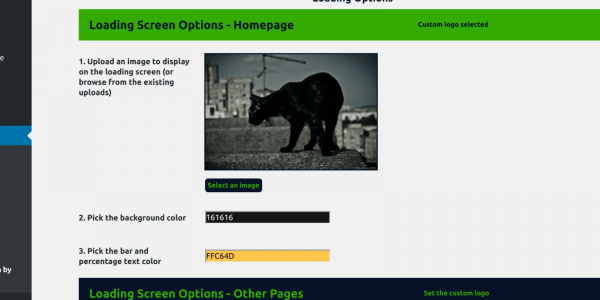 Loading Options
Loading Screen Options - Homepage
Custom logo selected
1. Upload an image to display
on the loading screen (or
browse from the existing
uploads)
Select an image
2. Pick the background color
161616
3. Pick the bar and
percentage text color
FFC64D
by
Loading Screen Options - Other Pages
Set the custom logo